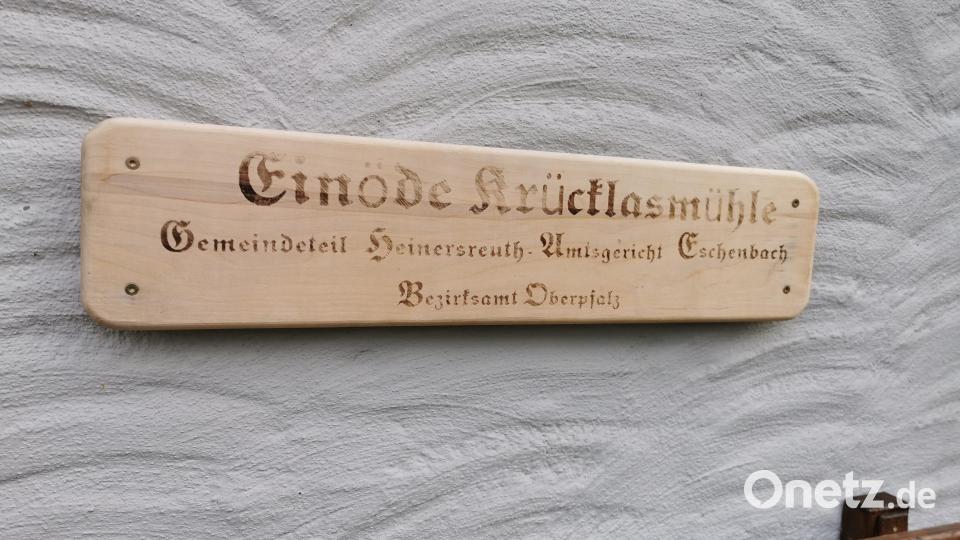 Einöde Krücklasmühle
Gemeindeteil Heinersreuth - Amtsgericht Eschenbach
Bezirksamt Oberpfalz
Onetz.de